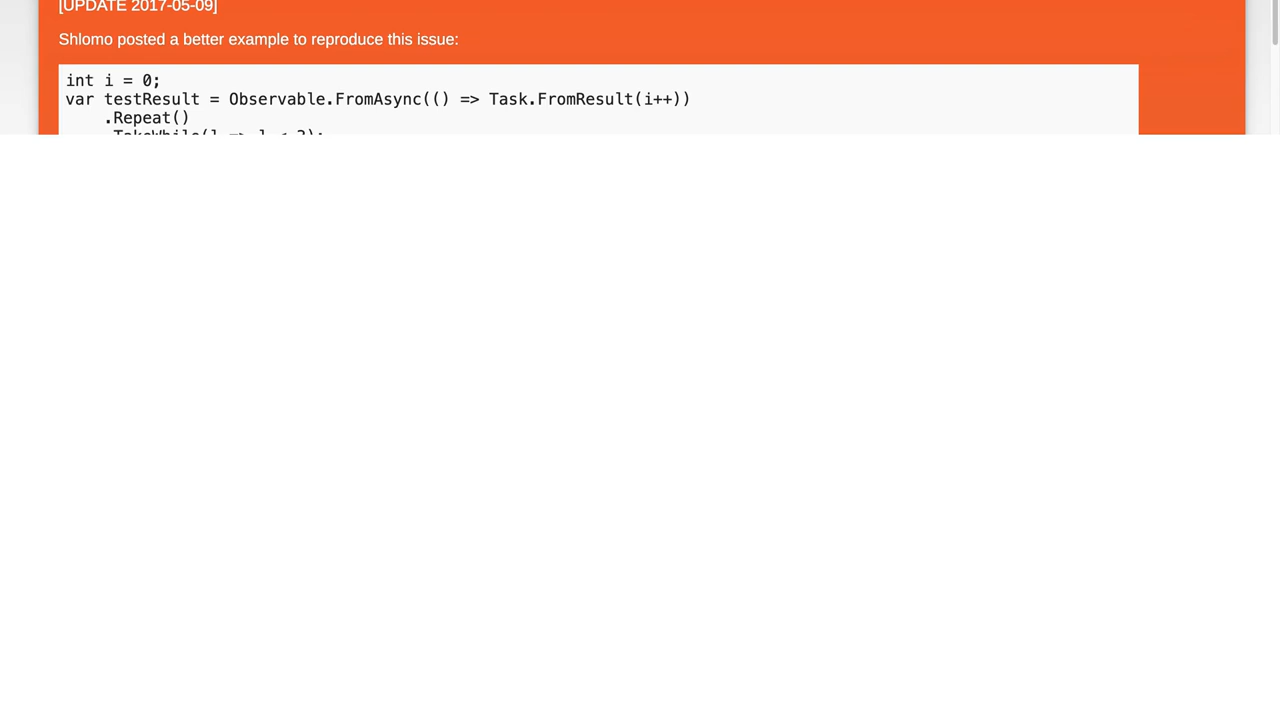 [UPDATE 2017-05-09]
Shlomo posted a better example to reproduce this issue:
int i = 0;
var testResult = Observable.FromAsync(() => Task.FromResult(i++))
.Repeat()
.TakeWhile(l => l <